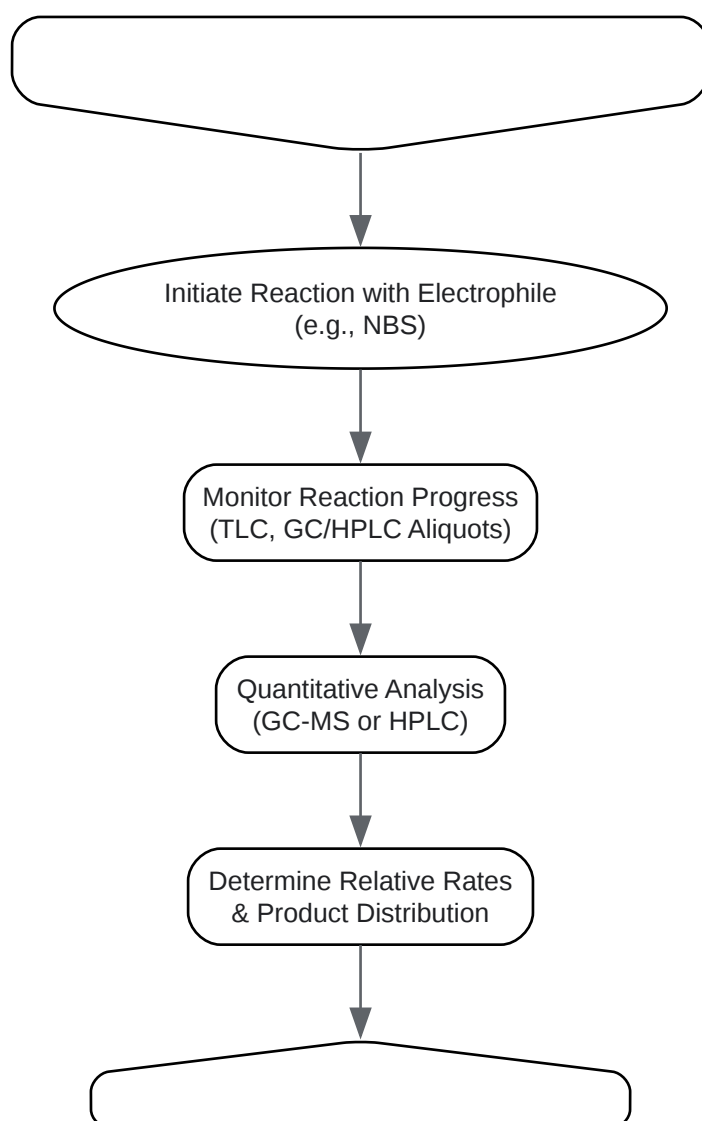 Initiate Reaction with Electrophile
(e.g., NBS)
Monitor Reaction Progress
(TLC, GC/HPLC Aliquots)
Quantitative Analysis
(GC-MS or HPLC)
Determine Relative Rates
& Product Distribution